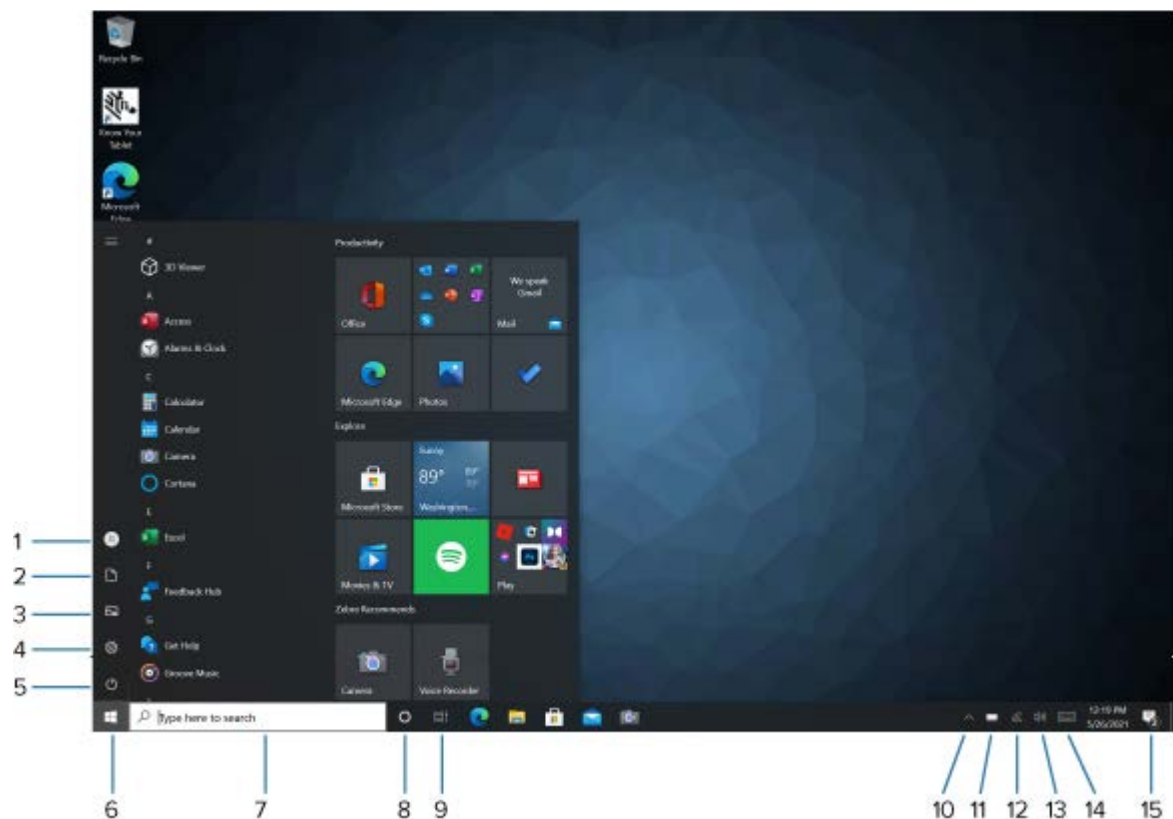 Recycle Bin
Know Your
Tablet
Microsoft
Edge
#
3D Viewer
A
Access
Alarms & Clock
C
Calculator
Calendar
Camera
Cortana
E
Excel
F
Feedback Hub
G
Get Help
Groove Music
Productivity
Office
We speak
Gmail
Mail
Microsoft Edge
Photos
Explore
Microsoft Store
Sunny
89°
Washington...
Movies & TV
Play
Zebra Recommends
Camera
Voice Recorder
Type here to search
12:19 PM
5/26/2021
1
2
3
4
5
6
7
8
9
10
11
12
13
14
15